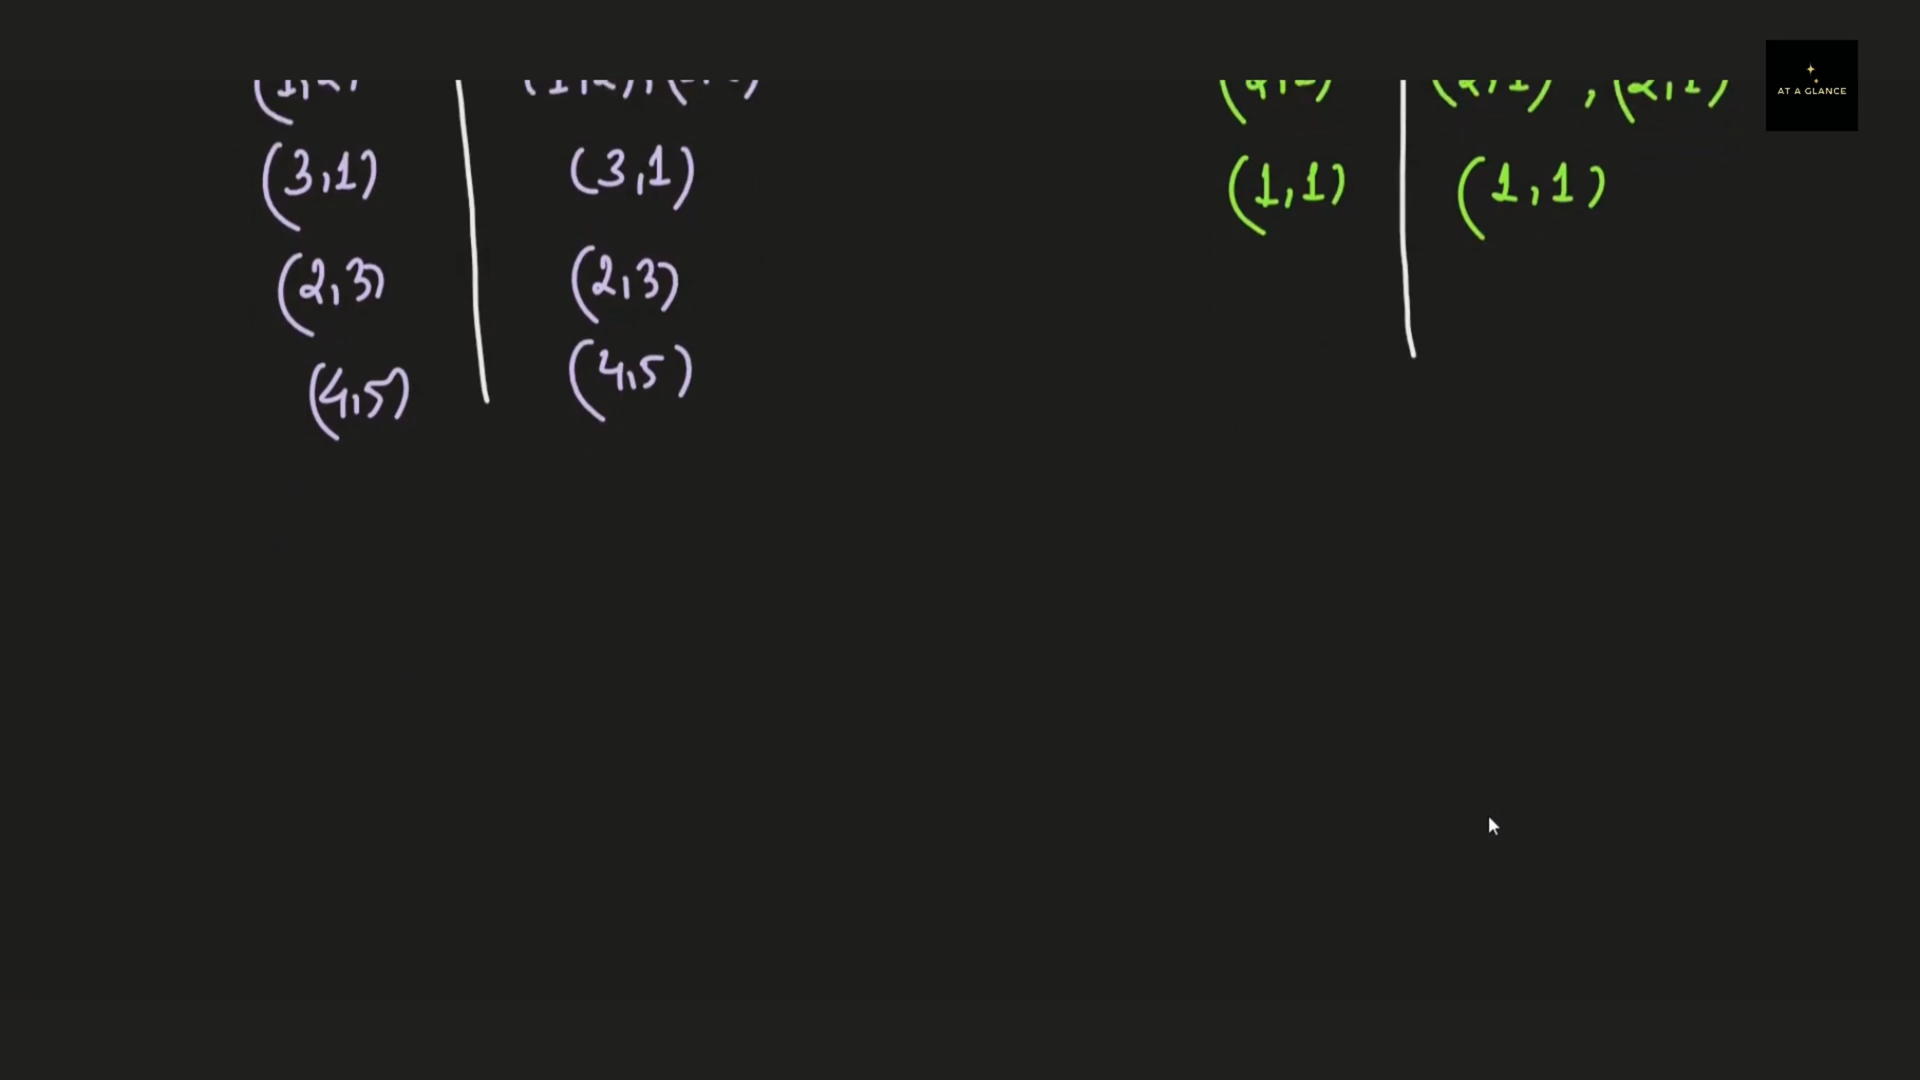 AT A GLANCE
(3,1) (3,1)
(1,1) (1,1)
(2,3) (2,3)
(4,5) (4,5)